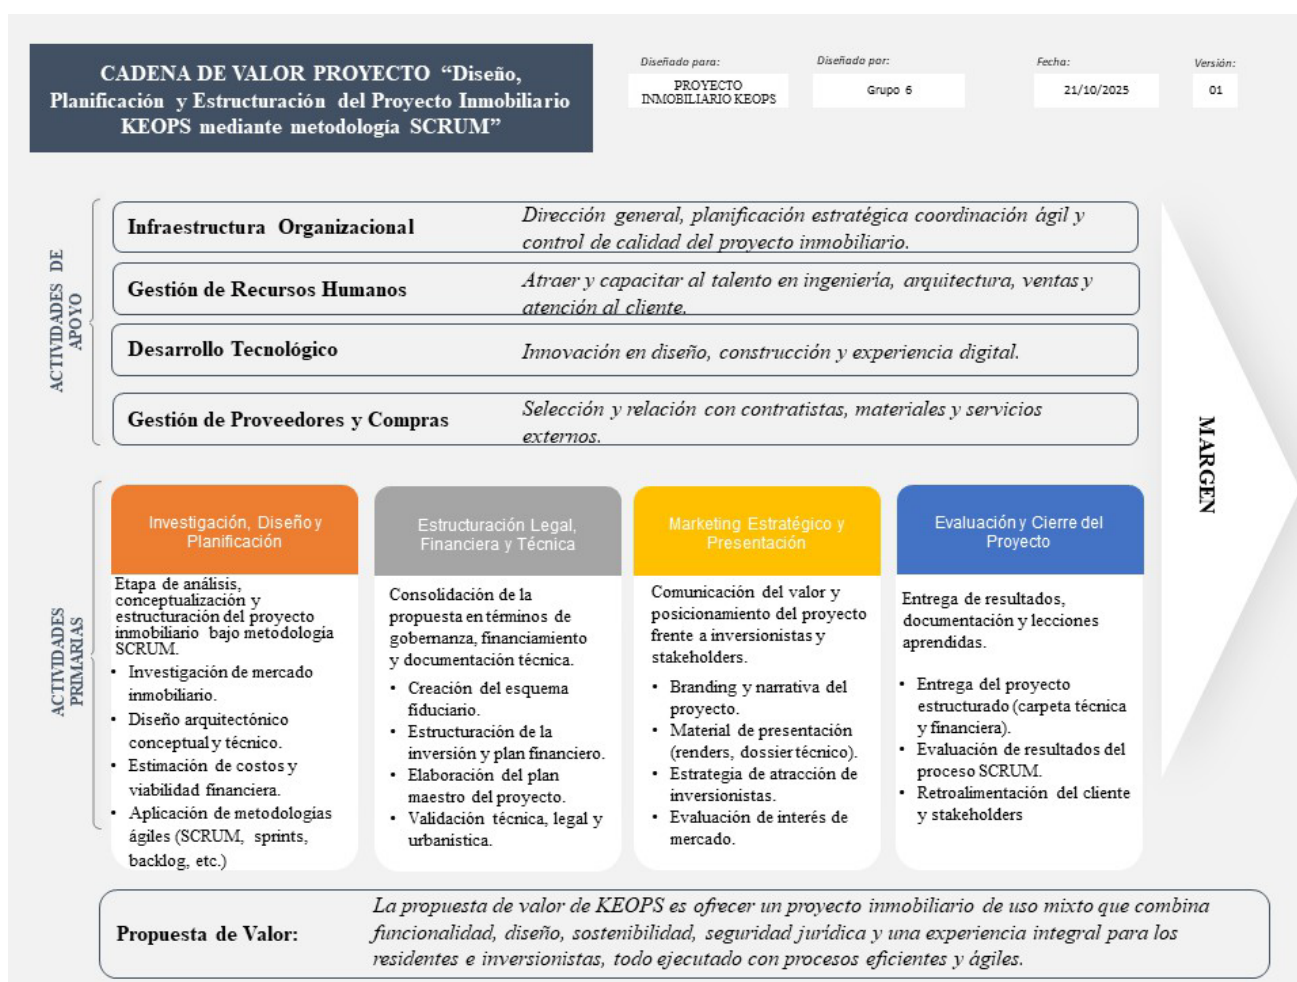 CADENA DE VALOR PROYECTO “Diseño,
Planificación y Estructuración del Proyecto Inmobiliario
KEOPS mediante metodología SCRUM”
Diseñado para:
PROYECTO
INMOBILIARIO KEOPS
Diseñado por:
Grupo 6
Fecha:
21/10/2025
Versión:
01
ACTIVIDADES DE
APOYO
Infraestructura Organizacional
Dirección general, planificación estratégica coordinación ágil y
control de calidad del proyecto inmobiliario.
Gestión de Recursos Humanos
Atraer y capacitar al talento en ingeniería, arquitectura, ventas y
atención al cliente.
Desarrollo Tecnológico
Innovación en diseño, construcción y experiencia digital.
Gestión de Proveedores y Compras
Selección y relación con contratistas, materiales y servicios
externos.
MARGEN
ACTIVIDADES
PRIMARIAS
Investigación, Diseño y
Planificación
Etapa de análisis,
conceptualización y
estructuración del proyecto
inmobiliario bajo metodología
SCRUM.
• Investigación de mercado
inmobiliario.
• Diseño arquitectónico
conceptual y técnico.
• Estimación de costos y
viabilidad financiera.
• Aplicación de metodologías
ágiles (SCRUM, sprints,
backlog, etc.)
Estructuración Legal,
Financiera y Técnica
Consolidación de la
propuesta en términos de
gobernanza, financiamiento
y documentación técnica.
• Creación del esquema
fiduciario.
• Estructuración de la
inversión y plan financiero.
• Elaboración del plan
maestro del proyecto.
• Validación técnica, legal y
urbanística.
Marketing Estratégico y
Presentación
Comunicación del valor y
posicionamiento del proyecto
frente a inversionistas y
stakeholders.
• Branding y narrativa del
proyecto.
• Material de presentación
(renders, dossier técnico).
• Estrategia de atracción de
inversionistas.
• Evaluación de interés de
mercado.
Evaluación y Cierre del
Proyecto
Entrega de resultados,
documentación y lecciones
aprendidas.
• Entrega del proyecto
estructurado (carpeta técnica
y financiera).
• Evaluación de resultados del
proceso SCRUM.
• Retroalimentación del cliente
y stakeholders
Propuesta de Valor:
La propuesta de valor de KEOPS es ofrecer un proyecto inmobiliario de uso mixto que combina
funcionalidad, diseño, sostenibilidad, seguridad jurídica y una experiencia integral para los
residentes e inversionistas, todo ejecutado con procesos eficientes y ágiles.